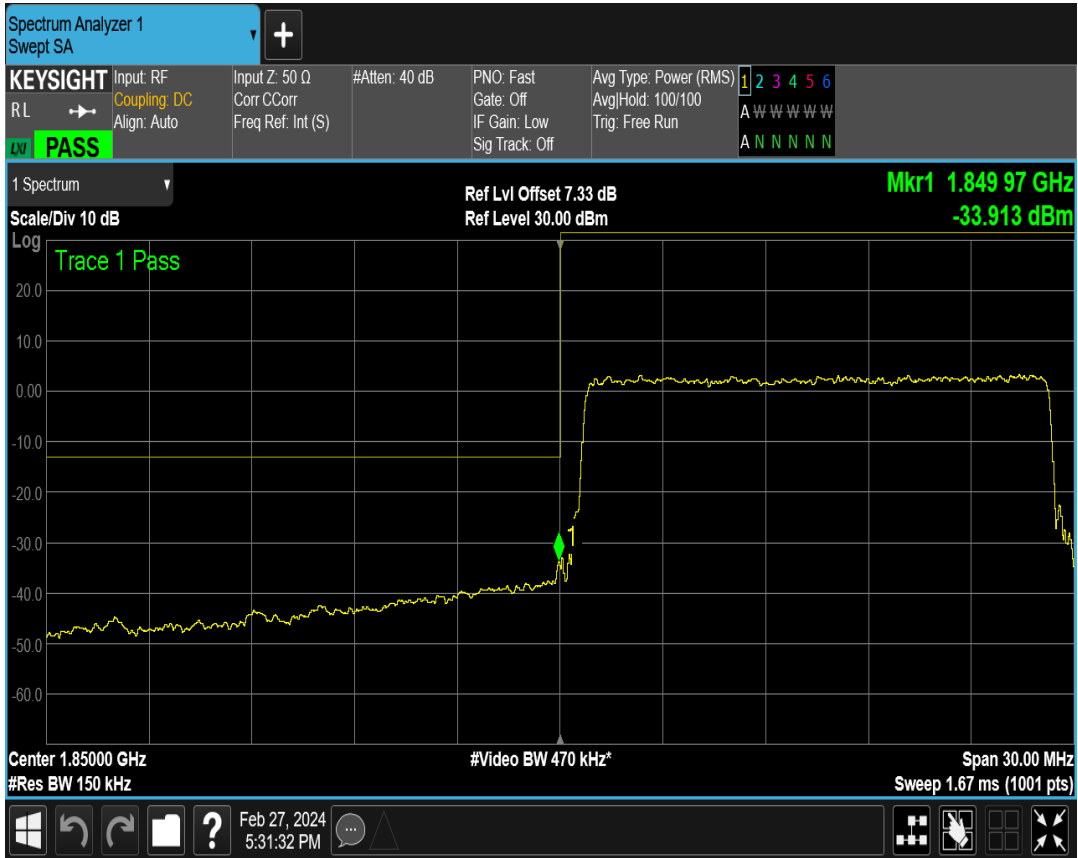 Spectrum Analyzer 1
Swept SA
+
KEYSIGHT
RL
LXI PASS
Input: RF
Coupling: DC
Align: Auto
Input Z: 50 Ω
Corr CCorr
Freq Ref: Int (S)
#Atten: 40 dB
PNO: Fast
Gate: Off
IF Gain: Low
Sig Track: Off
Avg Type: Power (RMS)
Avg|Hold: 100/100
Trig: Free Run
1 2 3 4 5 6
A W W W W W
A N N N N N
1 Spectrum
Scale/Div 10 dB
Ref Lvl Offset 7.33 dB
Ref Level 30.00 dBm
Mkr1 1.849 97 GHz
-33.913 dBm
Log
Trace 1 Pass
20.0
10.0
0.00
-10.0
-20.0
-30.0
-40.0
-50.0
-60.0
1
Center 1.85000 GHz
#Res BW 150 kHz
#Video BW 470 kHz*
Span 30.00 MHz
Sweep 1.67 ms (1001 pts)
?
Feb 27, 2024
5:31:32 PM